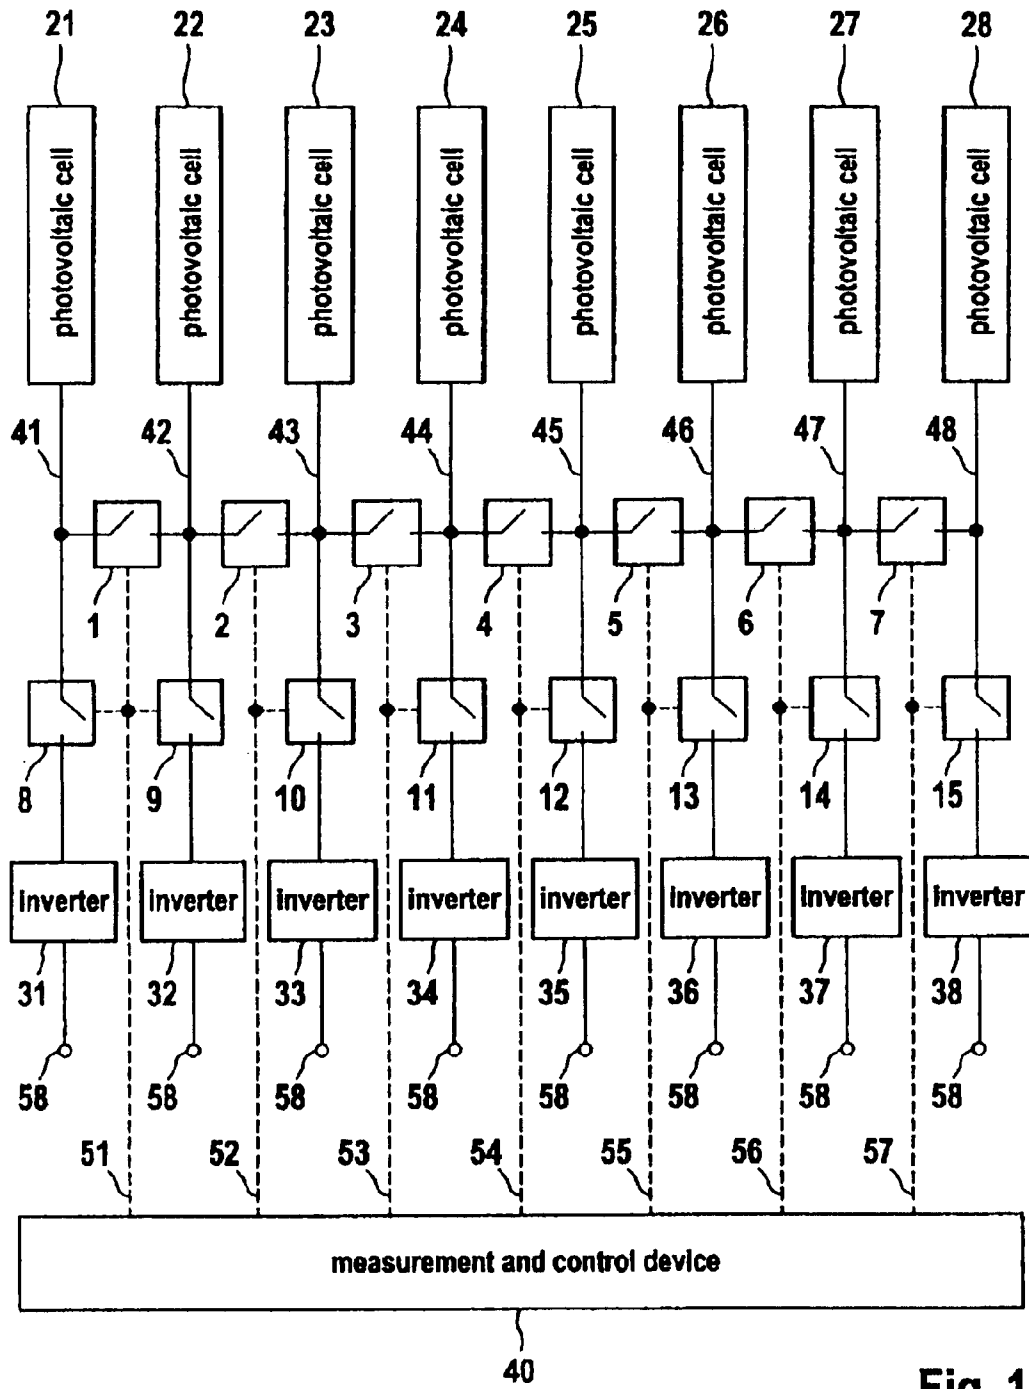 21 22 23 24 25 26 27 28
photovoltaic cell photovoltaic cell photovoltaic cell photovoltaic cell photovoltaic cell photovoltaic cell photovoltaic cell photovoltaic cell
41 42 43 44 45 46 47 48
1 2 3 4 5 6 7
8 9 10 11 12 13 14 15
inverter inverter inverter inverter inverter inverter inverter inverter
31 32 33 34 35 36 37 38
58 58 58 58 58 58 58 58
51 52 53 54 55 56 57
measurement and control device
40
Fig. 1